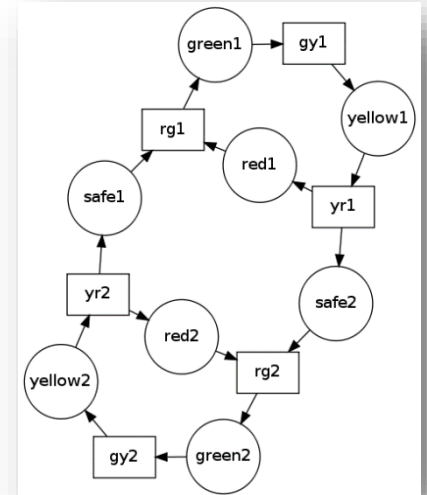 green1
gy1
yellow1
rg1
red1
safe1
yr1
yr2
safe2
red2
rg2
yellow2
gy2
green2